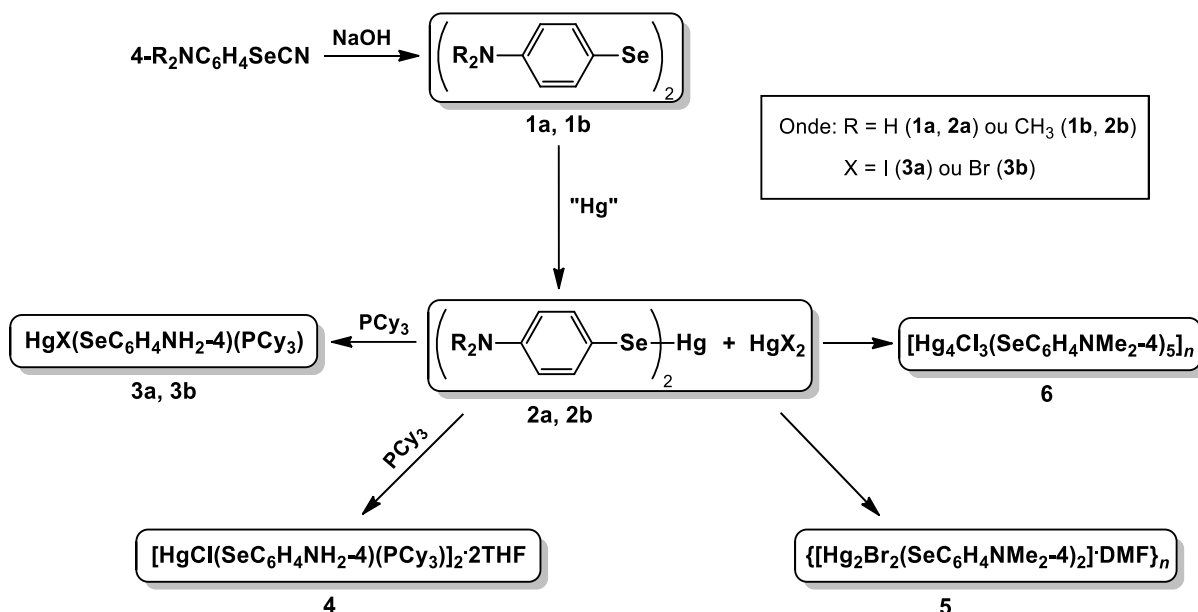 4-R₂NC₆H₄SeCN
NaOH
( R₂N Se )₂
1a, 1b
Onde: R = H (1a, 2a) ou CH₃ (1b, 2b)
X = I (3a) ou Br (3b)
"Hg"
HgX(SeC₆H₄NH₂-4)(PCy₃)
3a, 3b
PCy₃
( R₂N Se )₂ Hg + HgX₂
2a, 2b
[Hg₄Cl₃(SeC₆H₄NMe₂-4)₅]ₙ
6
PCy₃
[HgCl(SeC₆H₄NH₂-4)(PCy₃)]₂·2THF
4
{[Hg₂Br₂(SeC₆H₄NMe₂-4)₂]·DMF}ₙ
5